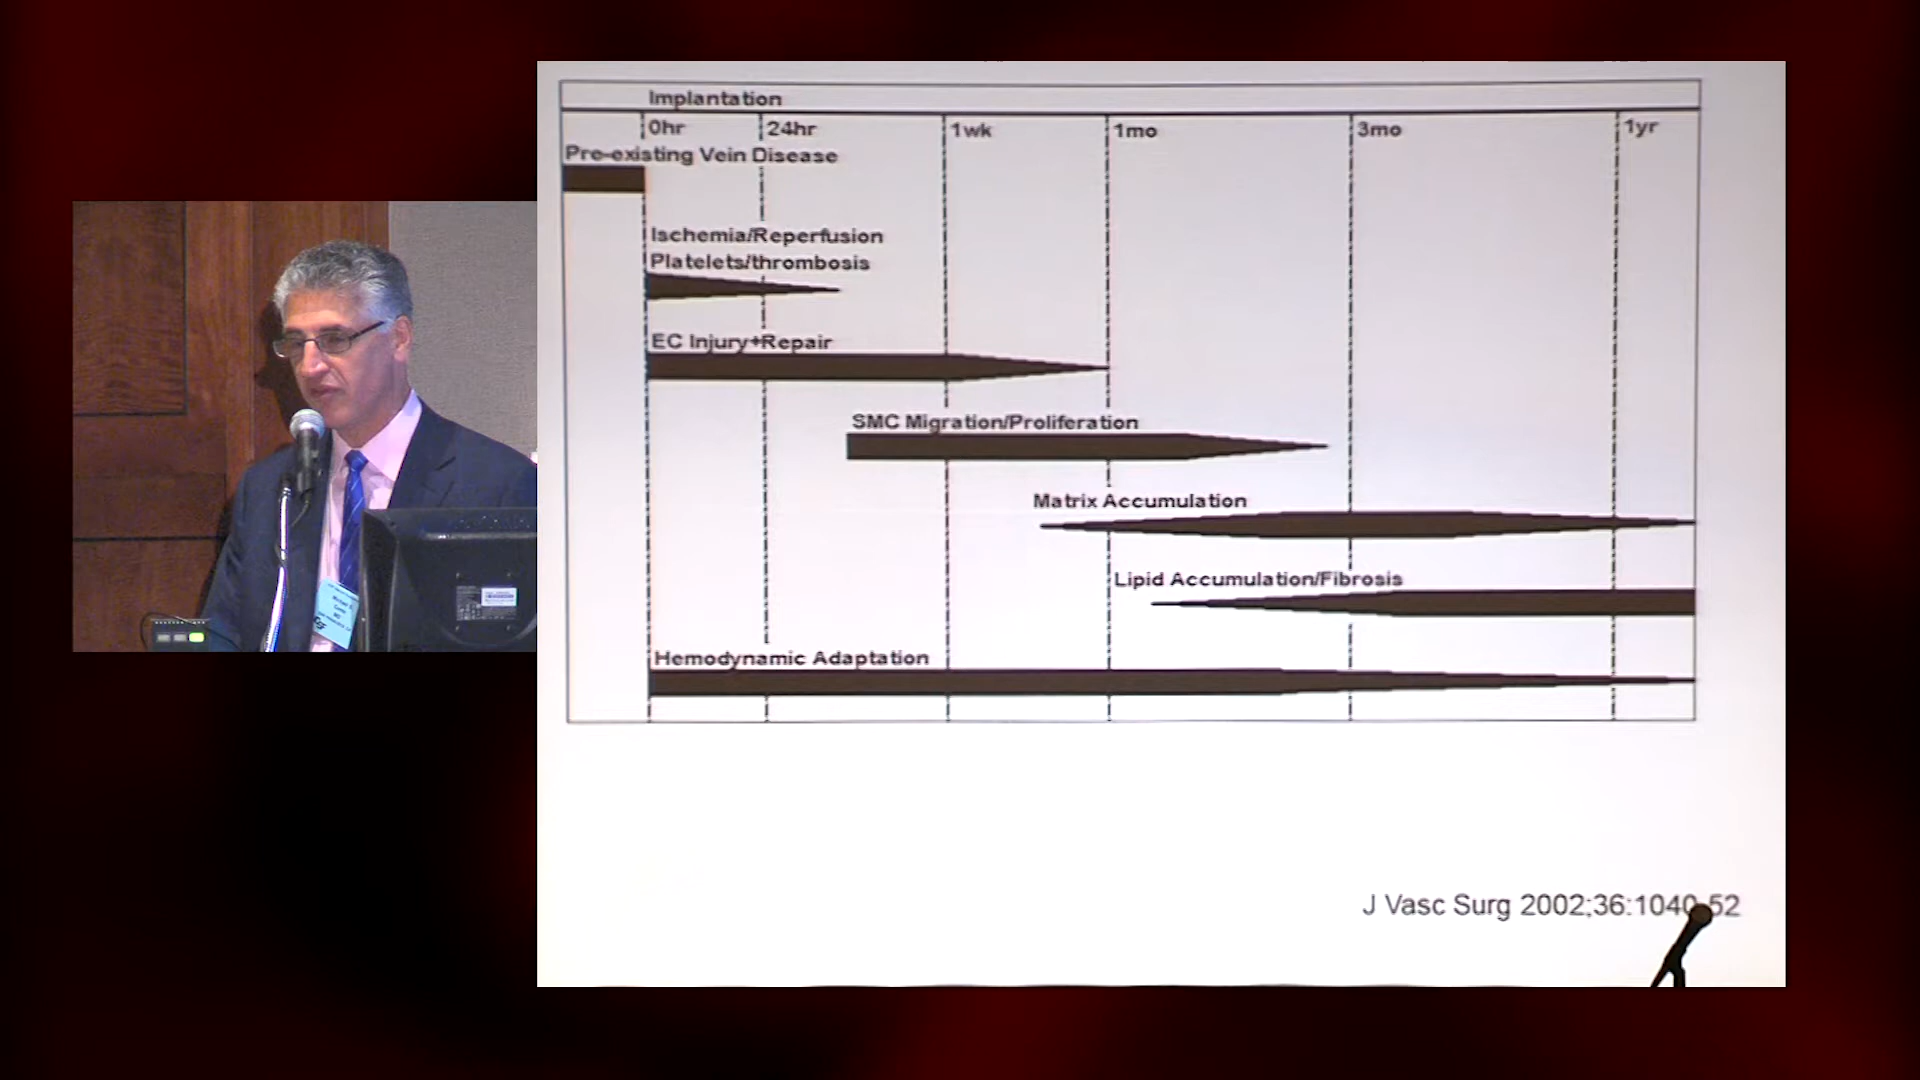 Implantation
0hr 24hr 1wk 1mo 3mo 1yr
Pre-existing Vein Disease
Ischemia/Reperfusion
Platelets/thrombosis
EC Injury+Repair
SMC Migration/Proliferation
Matrix Accumulation
Lipid Accumulation/Fibrosis
Hemodynamic Adaptation
J Vasc Surg 2002;36:1040-52